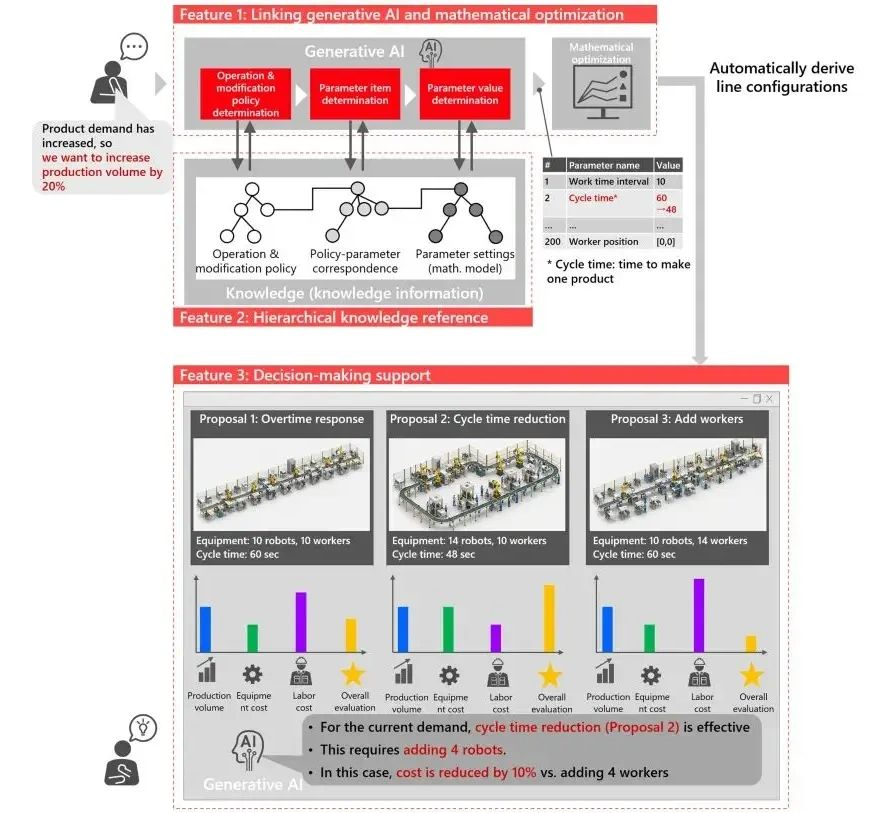 Feature 1: Linking generative AI and mathematical optimization
Generative AI
AI
Mathematical
optimization
Operation &
modification
policy
determination
Parameter item
determination
Parameter value
determination
Automatically derive
line configurations
Product demand has
increased, so
we want to increase
production volume by
20%
# Parameter name Value
1 Work time interval 10
2 Cycle time* 60
→48
... ... ...
200 Worker position [0,0]
* Cycle time: time to make
one product
Operation &
modification policy
Policy-parameter
correspondence
Parameter settings
(math. model)
Knowledge (knowledge information)
Feature 2: Hierarchical knowledge reference
Feature 3: Decision-making support
Proposal 1: Overtime response
Equipment: 10 robots, 10 workers
Cycle time: 60 sec
Proposal 2: Cycle time reduction
Equipment: 14 robots, 10 workers
Cycle time: 48 sec
Proposal 3: Add workers
Equipment: 10 robots, 14 workers
Cycle time: 60 sec
Production
volume
Equipme
nt cost
Labor
cost
Overall
evaluation
Production
volume
Equipme
nt cost
Labor
cost
Overall
evaluation
Production
volume
Equipme
nt cost
Labor
cost
Overall
evaluation
AI
Generative AI
• For the current demand, cycle time reduction (Proposal 2) is effective
• This requires adding 4 robots.
• In this case, cost is reduced by 10% vs. adding 4 workers